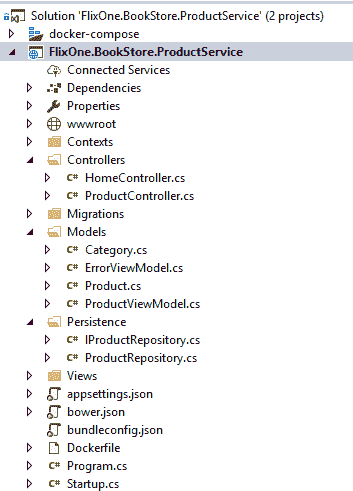 Solution 'FlixOne.BookStore.ProductService' (2 projects)
docker-compose
FlixOne.BookStore.ProductService
Connected Services
Dependencies
Properties
wwwroot
Contexts
Controllers
C# HomeController.cs
C# ProductController.cs
Migrations
Models
C# Category.cs
C# ErrorViewModel.cs
C# Product.cs
C# ProductViewModel.cs
Persistence
C# IProductRepository.cs
C# ProductRepository.cs
Views
appsettings.json
bower.json
bundleconfig.json
Dockerfile
C# Program.cs
C# Startup.cs